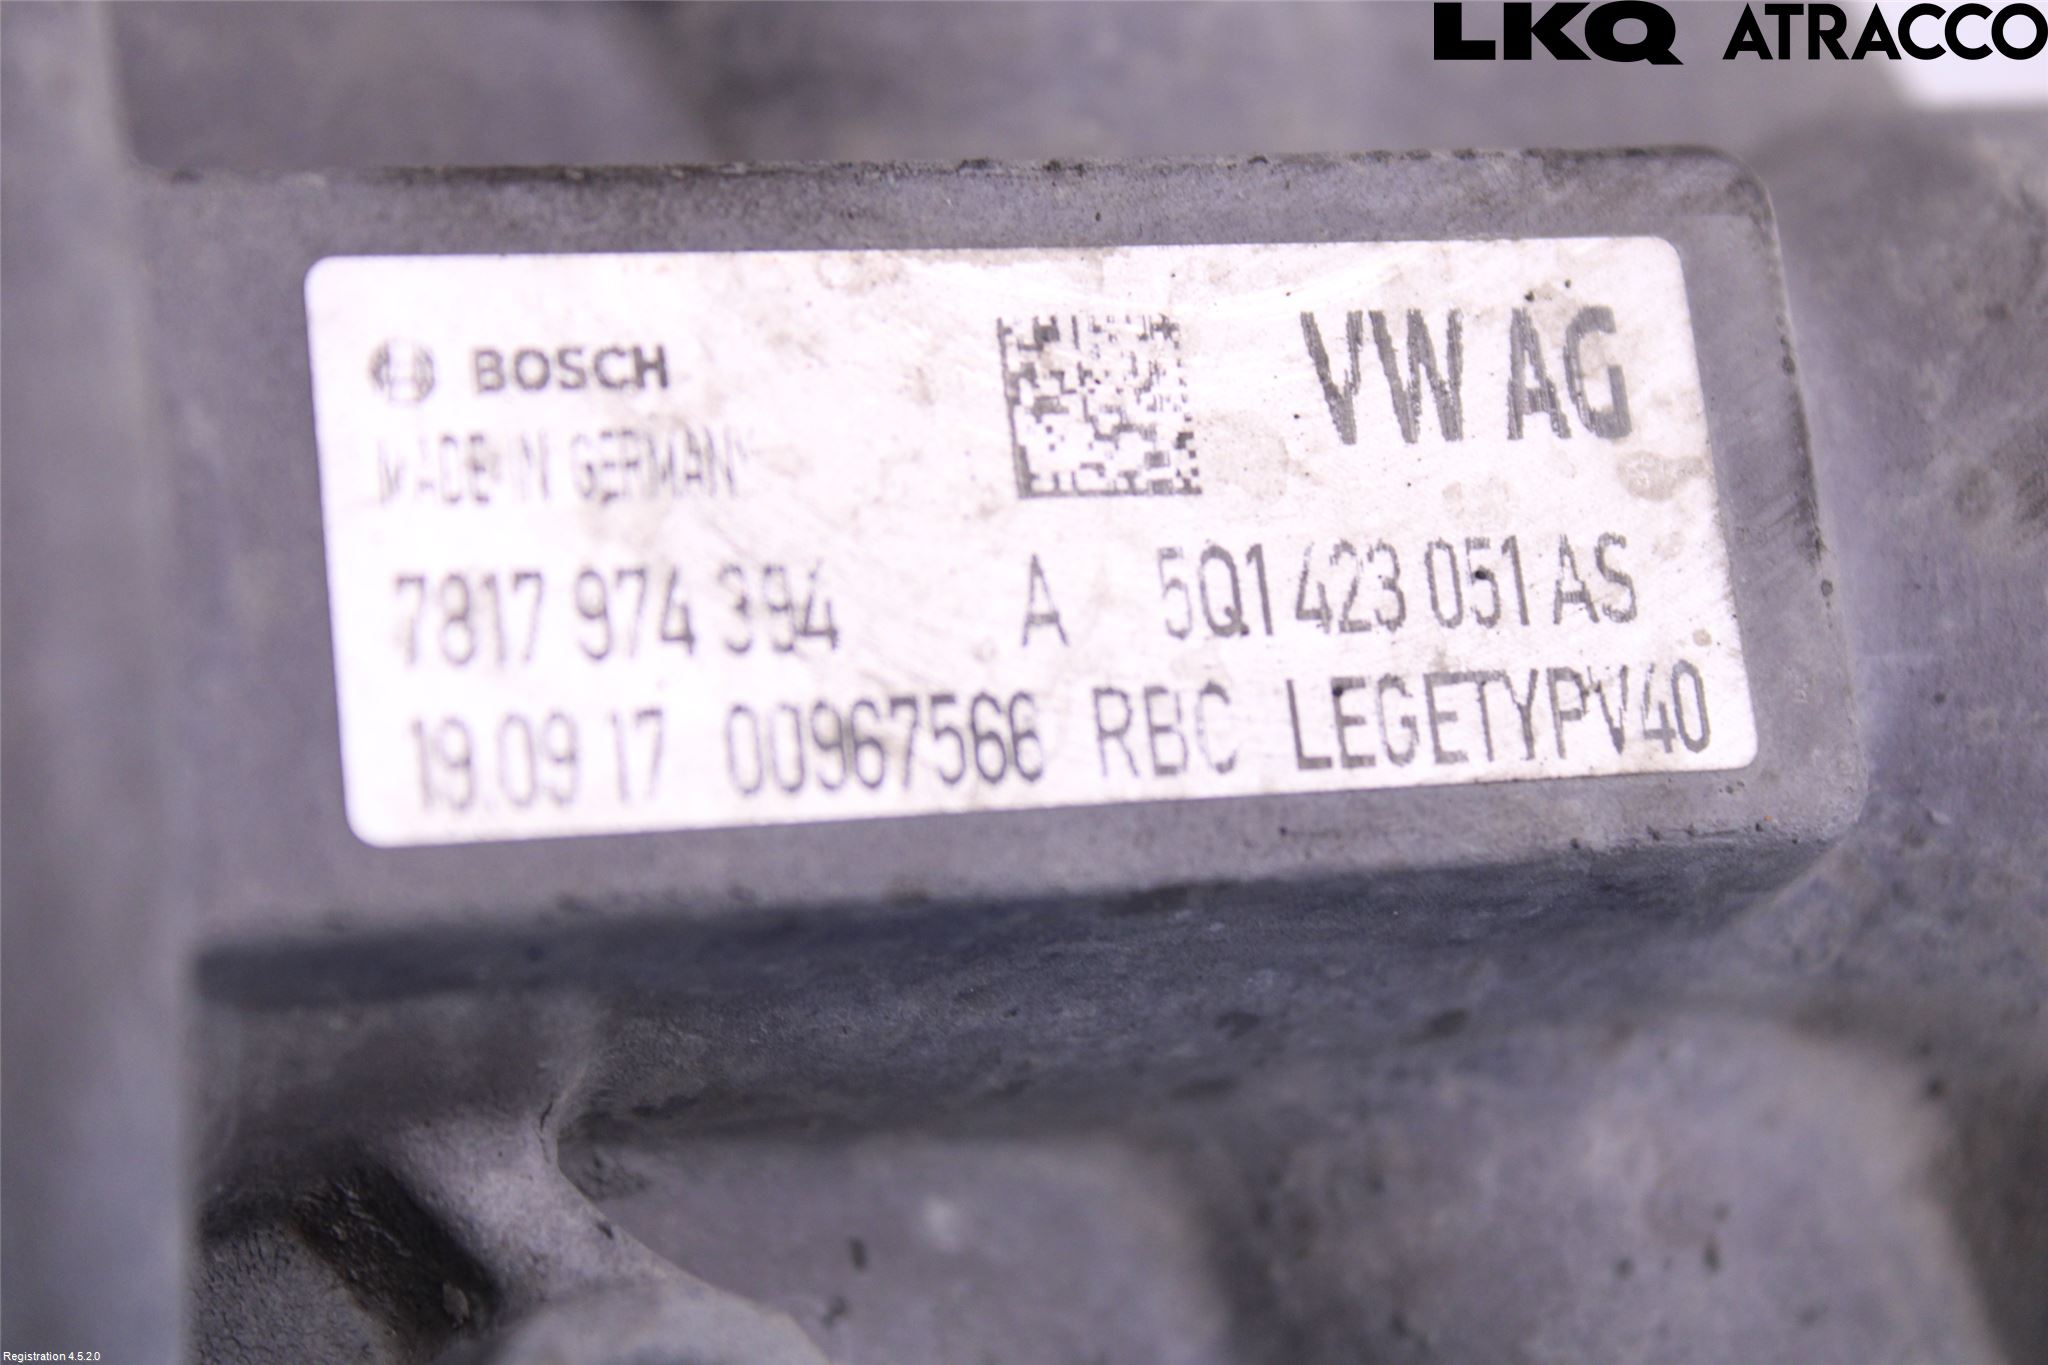 LKQ ATRACCO
BOSCH
VW AG
MADE IN GERMANY
7817 974 394 A 5Q1 423 051 AS
19.09.17 00967566 RBC LEGETYPV40
Registration 4.5.2.0